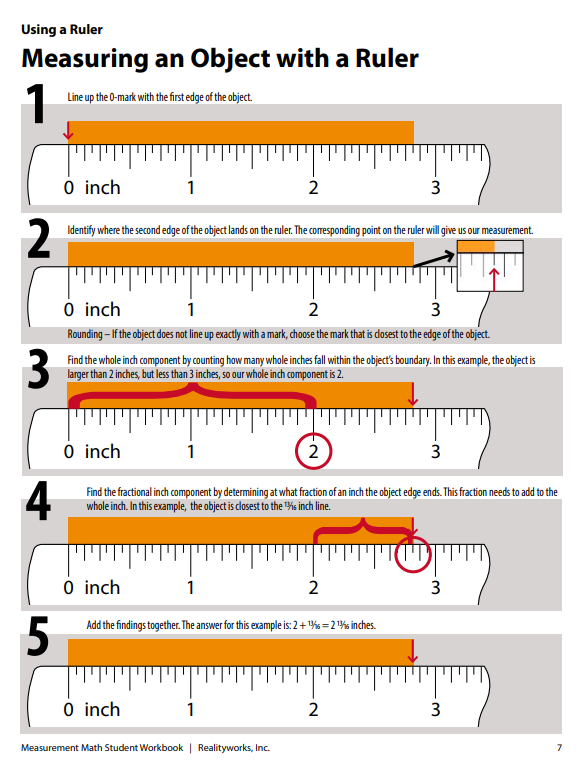 Using a Ruler
Measuring an Object with a Ruler
1
Line up the 0-mark with the first edge of the object.
0 inch 1 2 3
2
Identify where the second edge of the object lands on the ruler. The corresponding point on the ruler will give us our measurement.
0 inch 1 2 3
Rounding – If the object does not line up exactly with a mark, choose the mark that is closest to the edge of the object.
3
Find the whole inch component by counting how many whole inches fall within the object's boundary. In this example, the object is
larger than 2 inches, but less than 3 inches, so our whole inch component is 2.
0 inch 1 2 3
4
Find the fractional inch component by determining at what fraction of an inch the object edge ends. This fraction needs to add to the
whole inch. In this example, the object is closest to the 13⁄16 inch line.
0 inch 1 2 3
5
Add the findings together. The answer for this example is: 2 + 13⁄16 = 2 13⁄16 inches.
0 inch 1 2 3
Measurement Math Student Workbook | Realityworks, Inc. 7